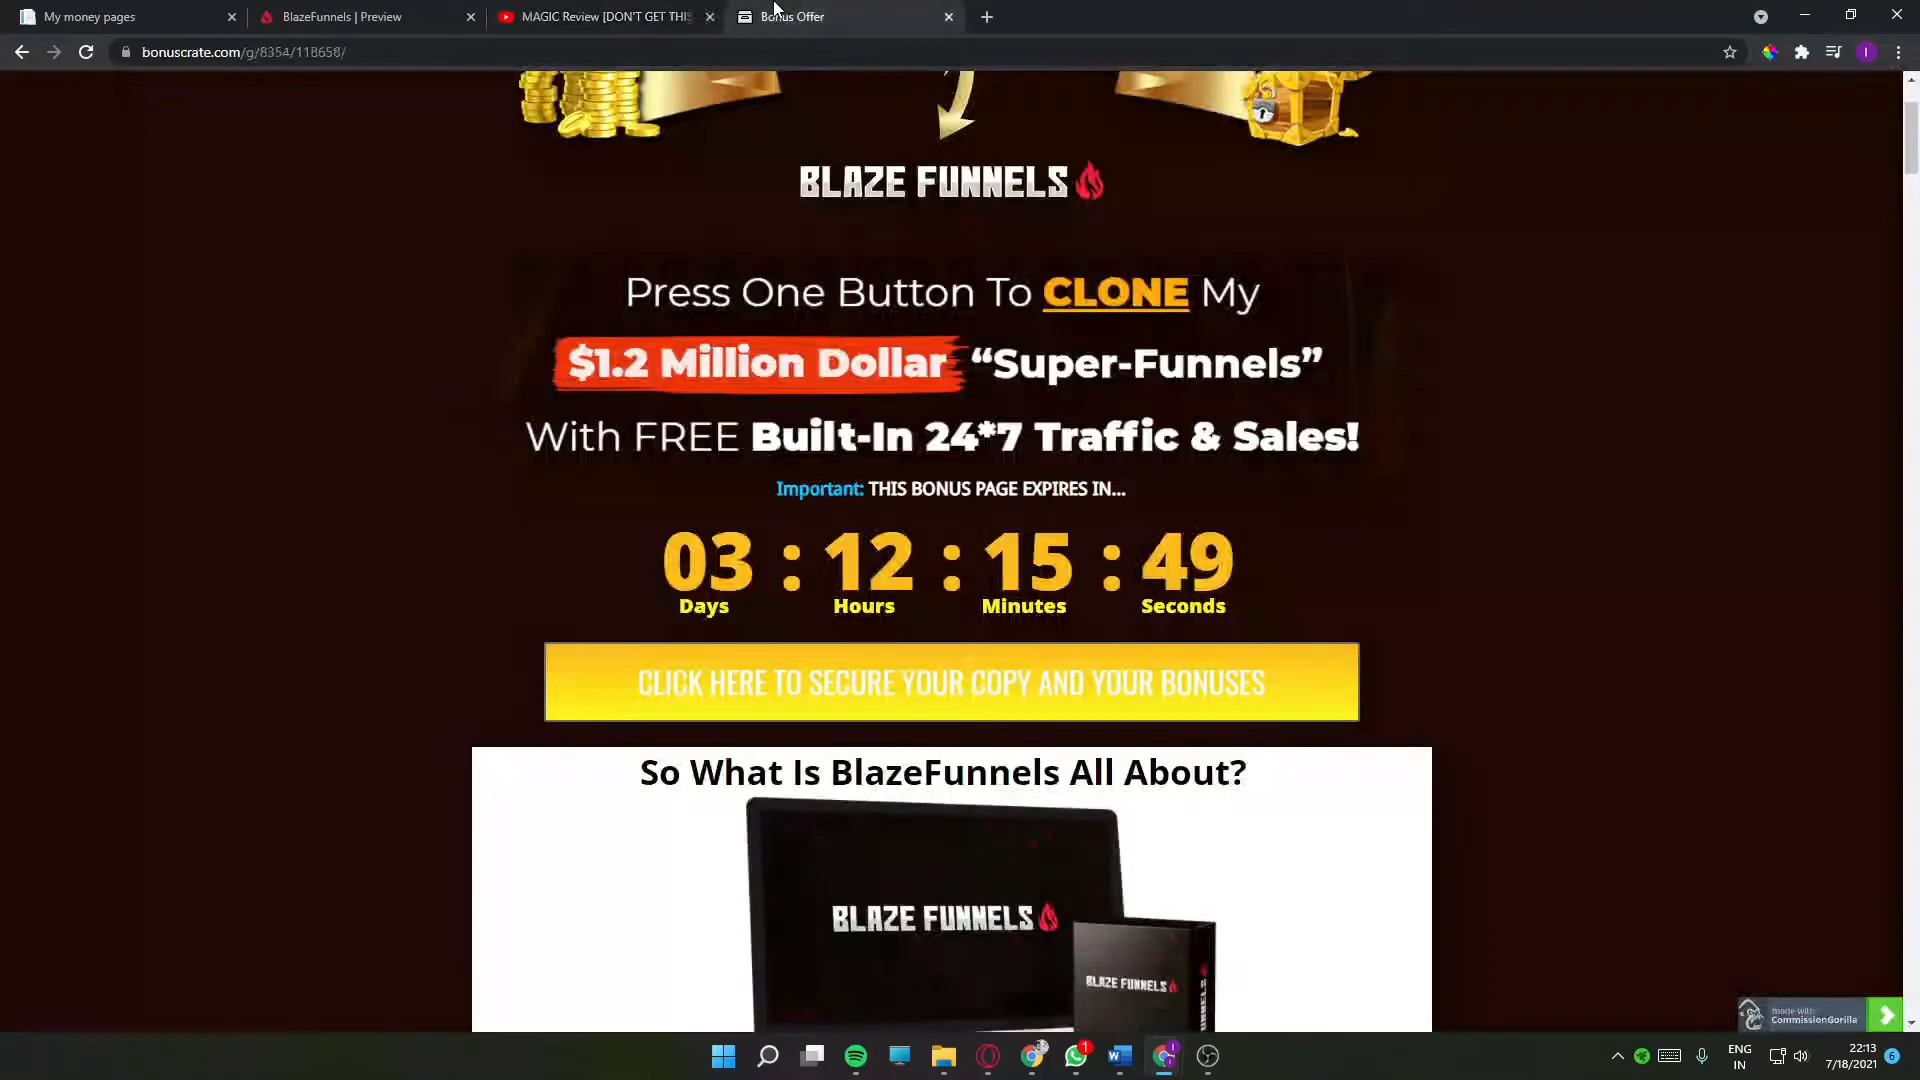 My money pages
BlazeFunnels | Preview
MAGIC Review [DON'T GET THIS
Bonus Offer
bonuscrate.com/g/8354/118658/
BLAZE FUNNELS
Press One Button To CLONE My
$1.2 Million Dollar “Super-Funnels”
With FREE Built-In 24*7 Traffic & Sales!
Important: THIS BONUS PAGE EXPIRES IN...
03 : 12 : 15 : 49
Days Hours Minutes Seconds
CLICK HERE TO SECURE YOUR COPY AND YOUR BONUSES
So What Is BlazeFunnels All About?
BLAZE FUNNELS
BLAZE FUNNELS
made with
CommissionGorilla
1
ENG
IN
22:13
7/18/2021
6